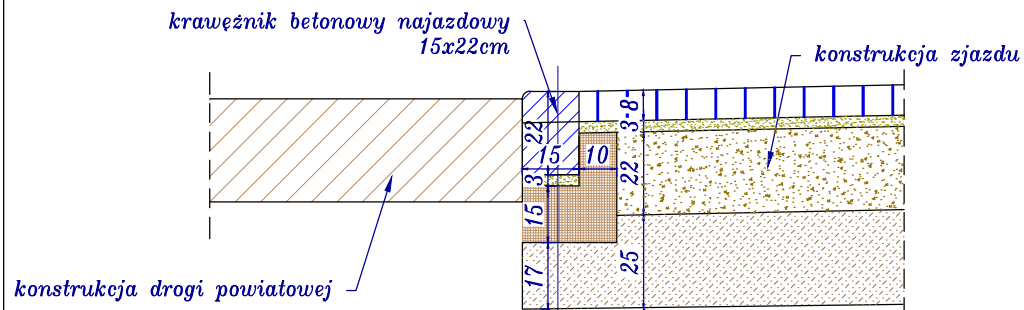 krawężnik betonowy najazdowy
15x22cm
konstrukcja zjazdu
22
15
10
3
15
17
3-8
22
25
konstrukcja drogi powiatowej